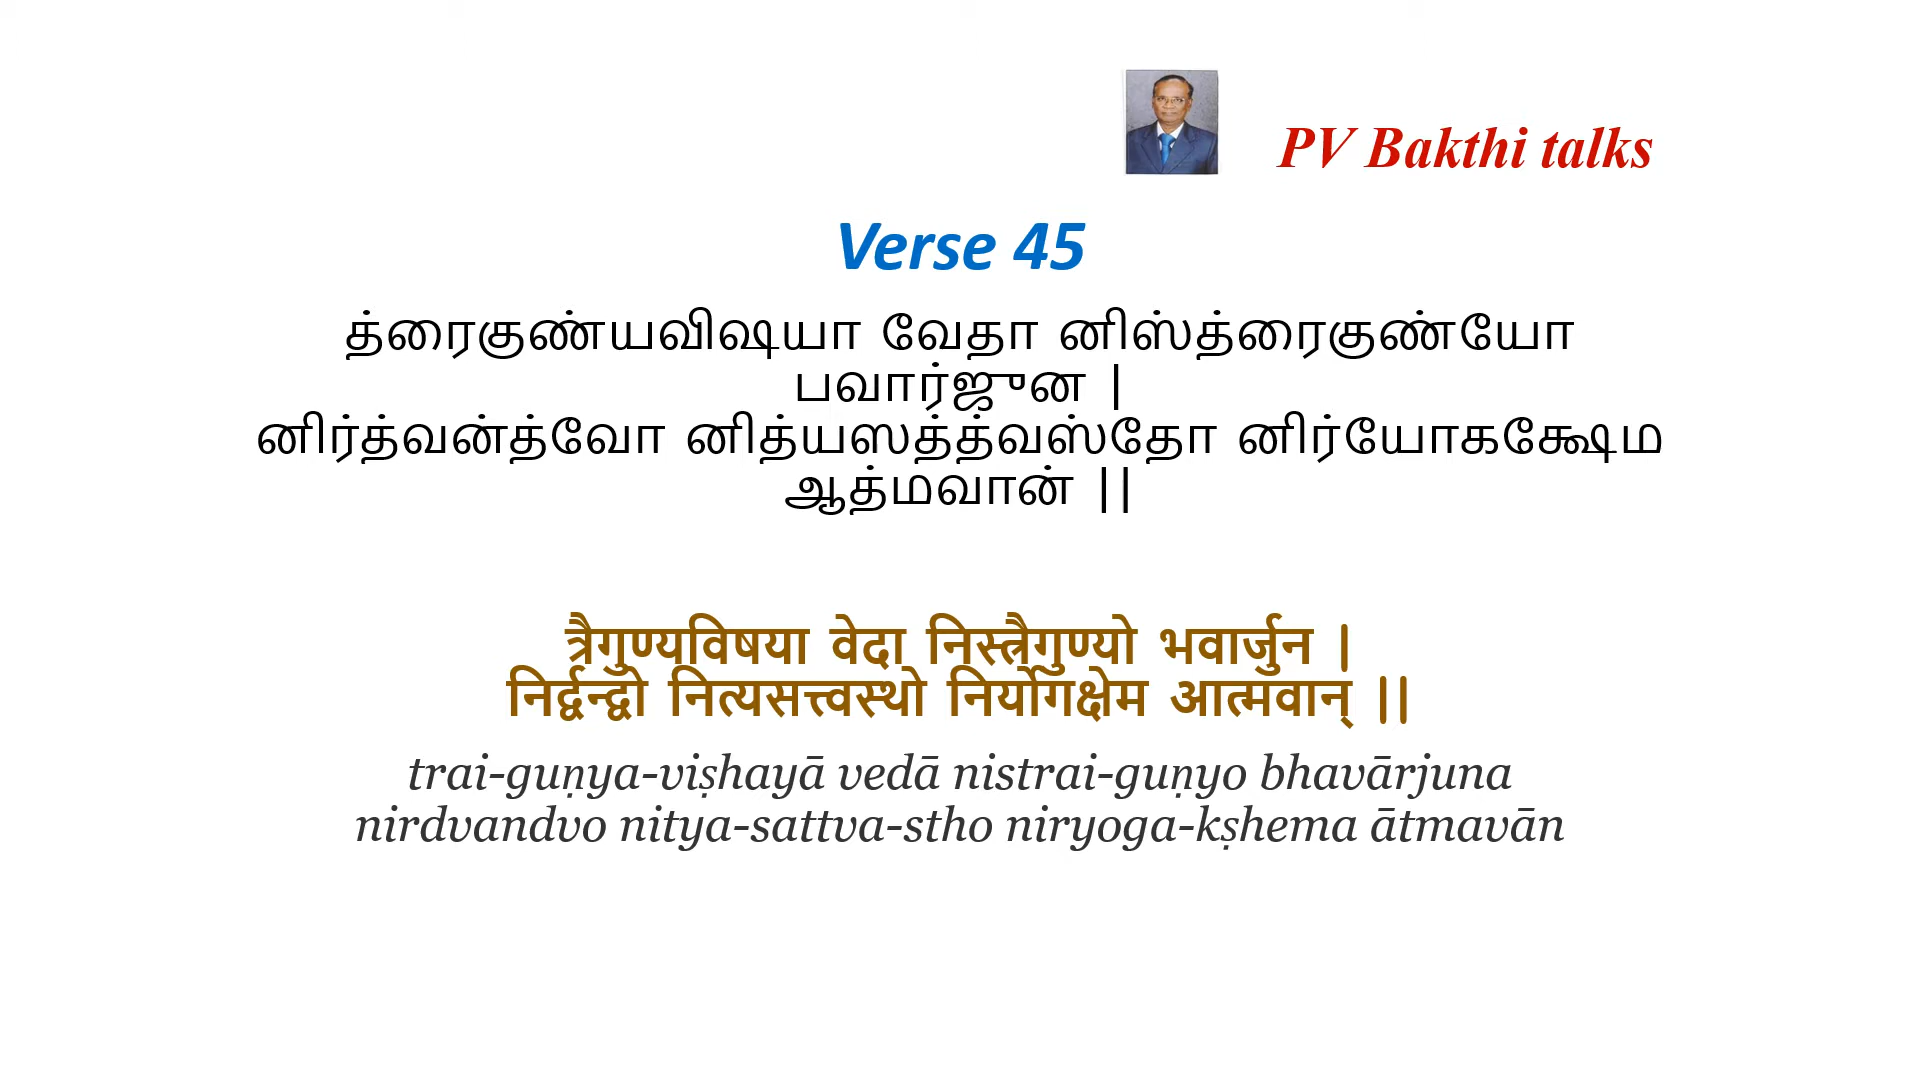 PV Bakthi talks
Verse 45
த்ரைகுண்யவிஷயா வேதா னிஸ்த்ரைகுண்யோ
பவார்ஜுன |
னிர்த்வன்த்வோ னித்யஸத்த்வஸ்தோ னிர்யோகக்ஷேம
ஆத்மவான் ||
त्रैगुण्यविषया वेदा निस्त्रैगुण्यो भवार्जुन |
निर्द्वन्द्वो नित्यसत्त्वस्थो निर्योगक्षेम आत्मवान् ||
trai-guṇya-viṣhayā vedā nistrai-guṇyo bhavārjuna
nirdvandvo nitya-sattva-stho niryoga-kṣhema ātmavān